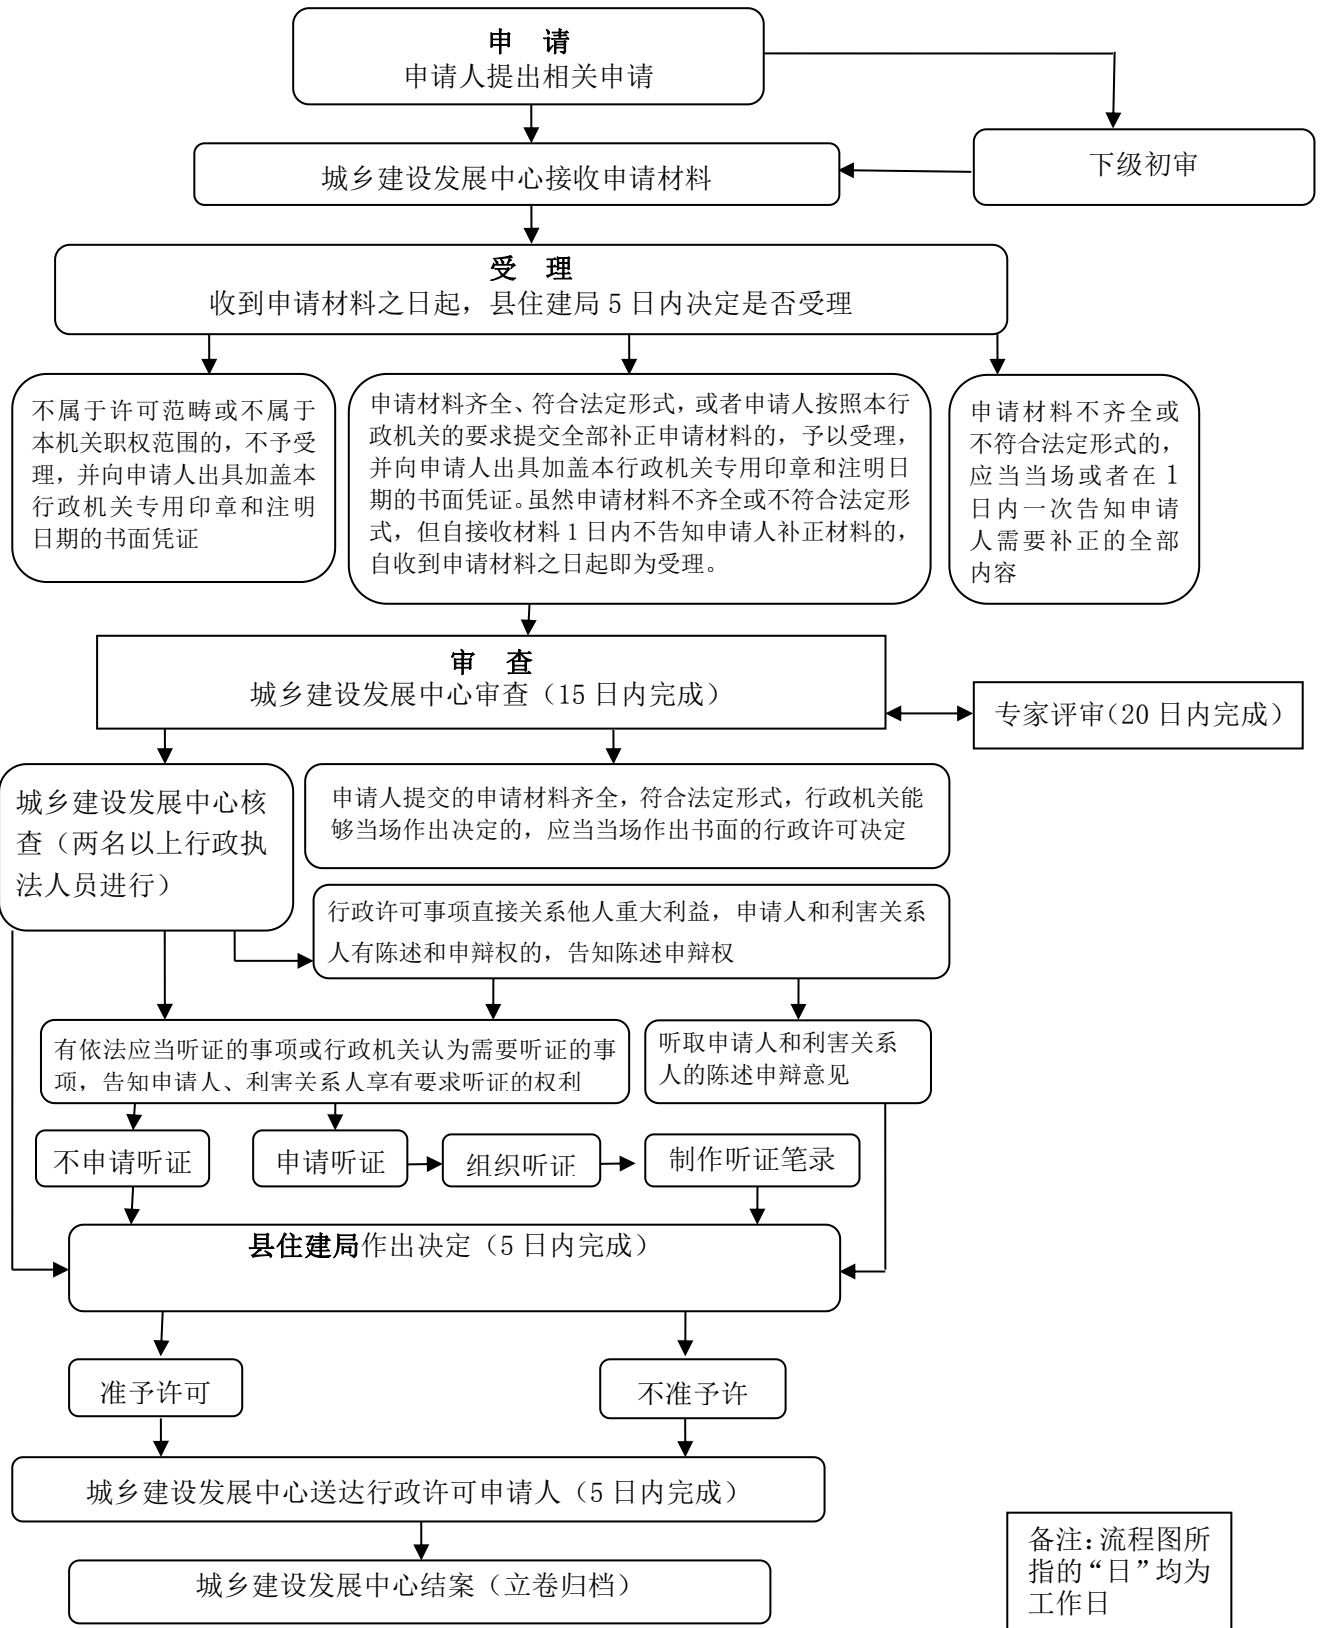 申 请
申请人提出相关申请
下级初审
城乡建设发展中心接收申请材料
受 理
收到申请材料之日起，县住建局 5 日内决定是否受理
不属于许可范畴或不属于
本机关职权范围的，不予受
理，并向申请人出具加盖本
行政机关专用印章和注明
日期的书面凭证
申请材料齐全、符合法定形式，或者申请人按照本行
政机关的要求提交全部补正申请材料的，予以受理，
并向申请人出具加盖本行政机关专用印章和注明日
期的书面凭证。虽然申请材料不齐全或不符合法定形
式，但自接收材料 1 日内不告知申请人补正材料的，
自收到申请材料之日起即为受理。
申请材料不齐全或
不符合法定形式的，
应当当场或者在 1
日内一次告知申请
人需要补正的全部
内容
审 查
城乡建设发展中心审查（15 日内完成）
专家评审（20 日内完成）
城乡建设发展中心核
查（两名以上行政执
法人员进行）
申请人提交的申请材料齐全，符合法定形式，行政机关能
够当场作出决定的，应当当场作出书面的行政许可决定
行政许可事项直接关系他人重大利益，申请人和利害关系
人有陈述和申辩权的，告知陈述申辩权
有依法应当听证的事项或行政机关认为需要听证的事
项，告知申请人、利害关系人享有要求听证的权利
听取申请人和利害关系
人的陈述申辩意见
不申请听证
申请听证
组织听证
制作听证笔录
县住建局作出决定（5 日内完成）
准予许可
不准予许
城乡建设发展中心送达行政许可申请人（5 日内完成）
城乡建设发展中心结案（立卷归档）
备注：流程图所
指的“日”均为
工作日